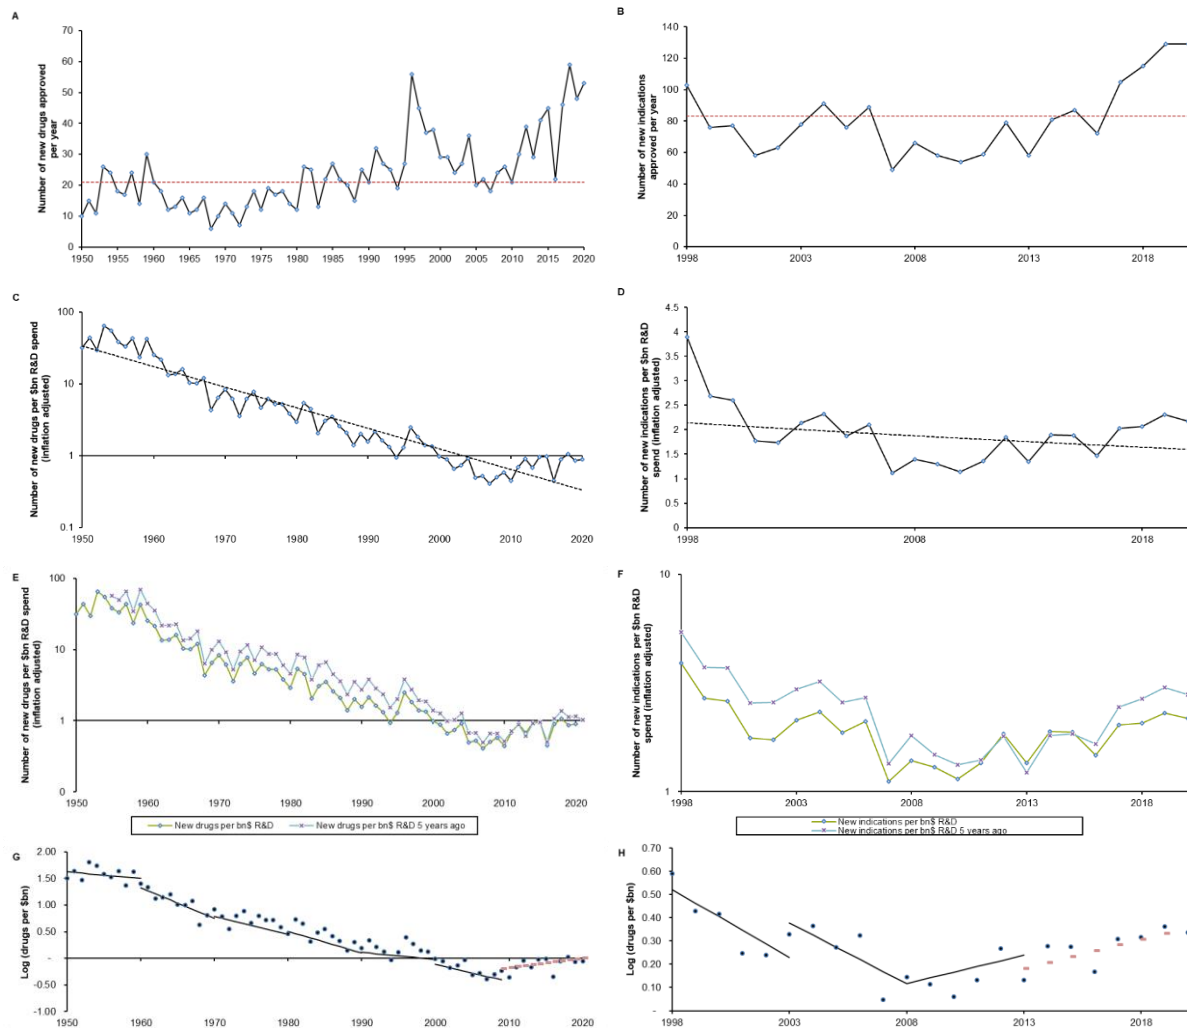 A
Number of new drugs approved
per year
70
60
50
40
30
20
10
0
1950 1955 1960 1965 1970 1975 1980 1985 1990 1995 2000 2005 2010 2015 2020
B
Number of new indications
approved per year
140
120
100
80
60
40
20
0
1998 2003 2008 2013 2018
C
Number of new drugs per $bn R&D spend
(inflation adjusted)
100
10
1
0.1
1950 1960 1970 1980 1990 2000 2010 2020
D
Number of new indications per $bn R&D
spend (inflation adjusted)
4.5
4
3.5
3
2.5
2
1.5
1
0.5
0
1998 2008 2018
E
Number of new drugs per $bn R&D spend
(inflation adjusted)
100
10
1
0
1950 1960 1970 1980 1990 2000 2010 2020
New drugs per bn$ R&D New drugs per bn$ R&D 5 years ago
F
Number of new indications per $bn R&D
spend (inflation adjusted)
10
1
1998 2003 2008 2013 2018
New indications per bn$ R&D
New indications per bn$ R&D 5 years ago
G
Log (drugs per $bn)
2.00
1.50
1.00
0.50
-
-0.50
-1.00
1950 1960 1970 1980 1990 2000 2010 2020
H
Log (drugs per $bn)
0.70
0.60
0.50
0.40
0.30
0.20
0.10
-
1998 2003 2008 2013 2018